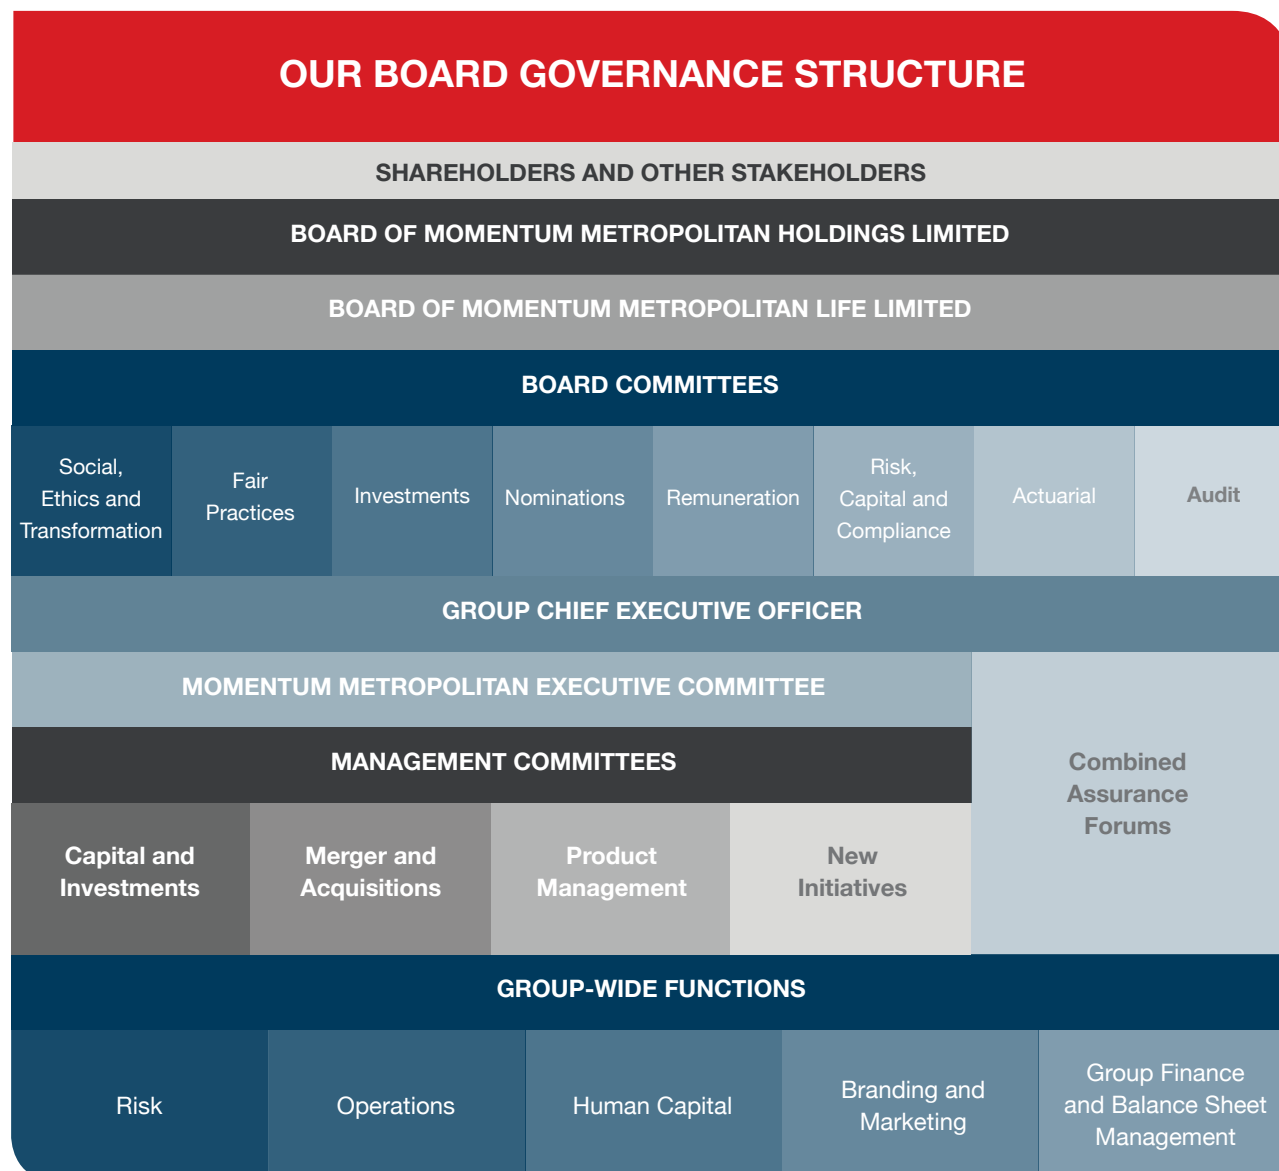 OUR BOARD GOVERNANCE STRUCTURE
SHAREHOLDERS AND OTHER STAKEHOLDERS
BOARD OF MOMENTUM METROPOLITAN HOLDINGS LIMITED
BOARD OF MOMENTUM METROPOLITAN LIFE LIMITED
BOARD COMMITTEES
Social,
Ethics and
Transformation
Fair
Practices
Investments
Nominations
Remuneration
Risk,
Capital and
Compliance
Actuarial
Audit
GROUP CHIEF EXECUTIVE OFFICER
MOMENTUM METROPOLITAN EXECUTIVE COMMITTEE
MANAGEMENT COMMITTEES
Capital and
Investments
Merger and
Acquisitions
Product
Management
New
Initiatives
Combined
Assurance
Forums
GROUP-WIDE FUNCTIONS
Risk
Operations
Human Capital
Branding and
Marketing
Group Finance
and Balance Sheet
Management